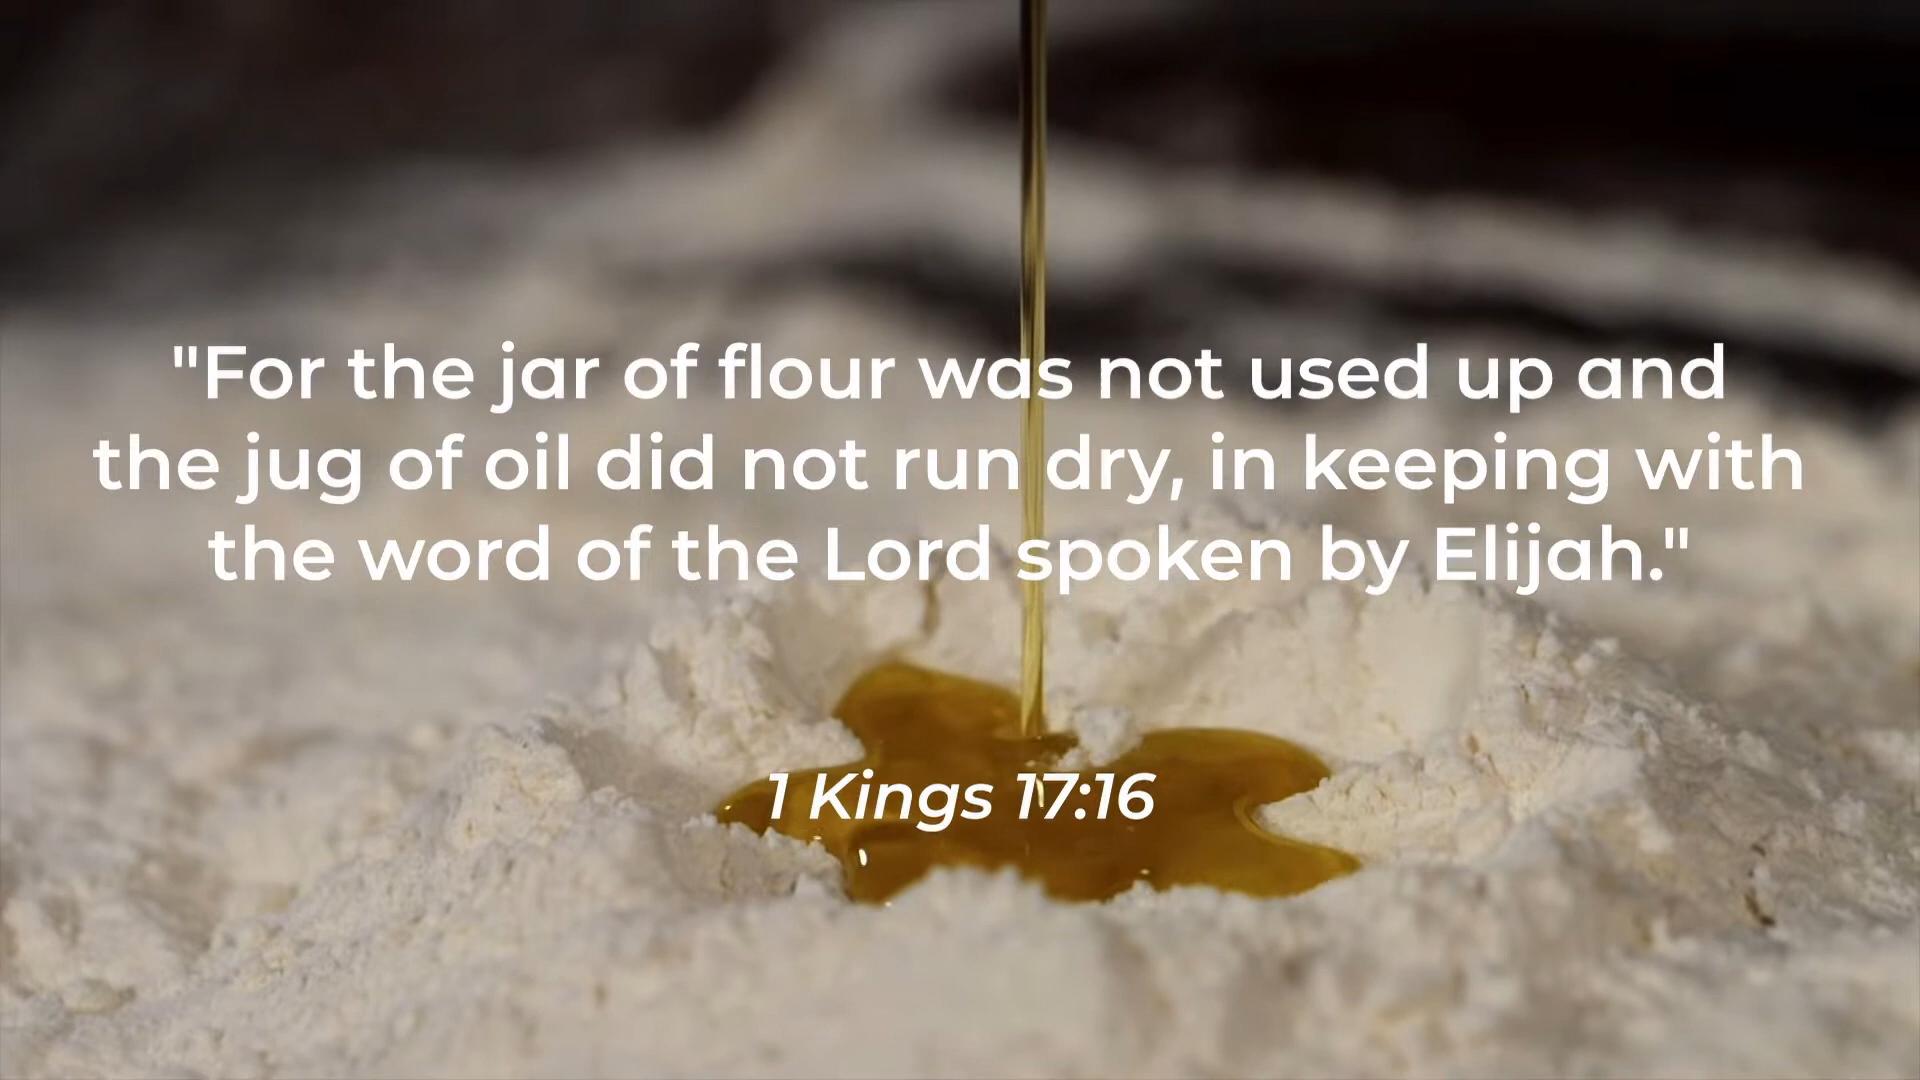 "For the jar of flour was not used up and
the jug of oil did not run dry, in keeping with
the word of the Lord spoken by Elijah."
1 Kings 17:16